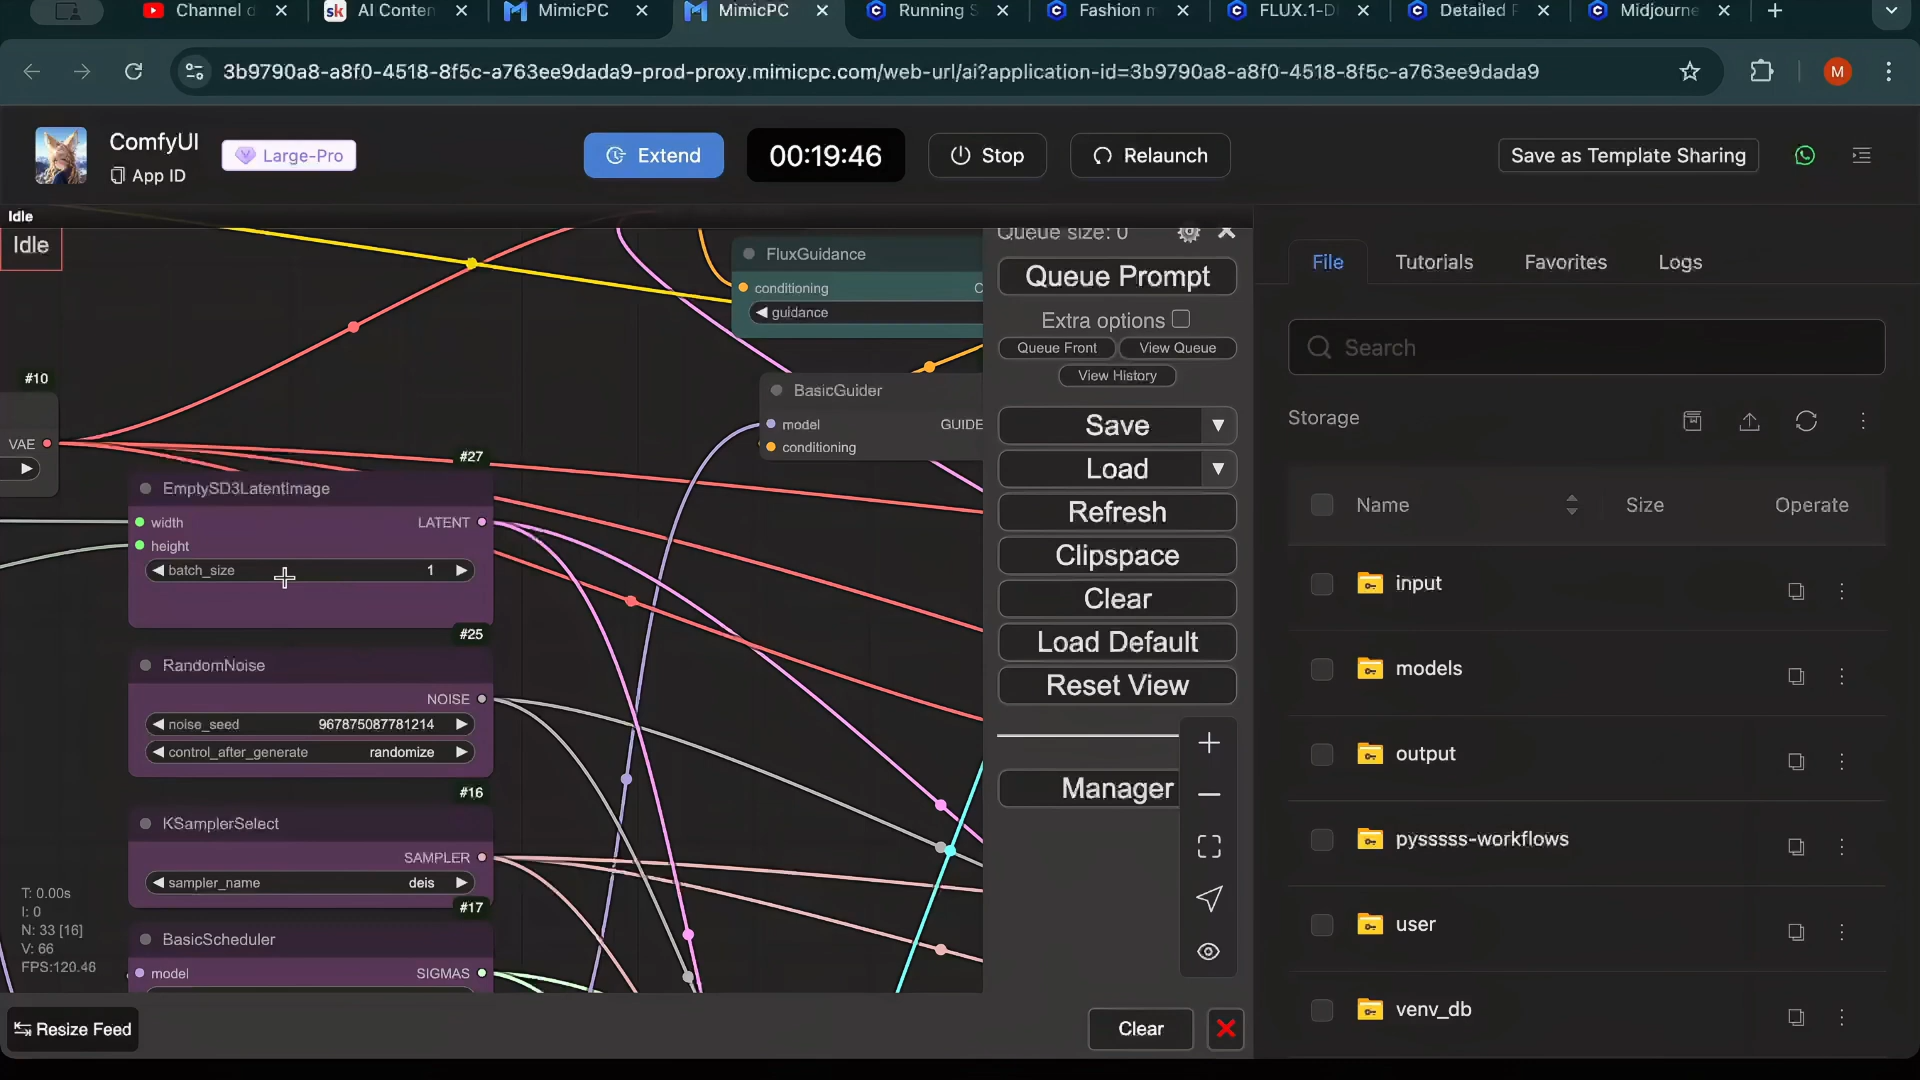 Channel d
AI Conten
MimicPC
MimicPC
Running S
Fashion m
FLUX.1-D
Detailed F
Midjourne
3b9790a8-a8f0-4518-8f5c-a763ee9dada9-prod-proxy.mimicpc.com/web-url/ai?application-id=3b9790a8-a8f0-4518-8f5c-a763ee9dada9
M
ComfyUI
App ID
Large-Pro
Extend
00:19:46
Stop
Relaunch
Save as Template Sharing
Idle
Idle
#10
VAE
FluxGuidance
conditioning
C
guidance
BasicGuider
model
GUIDE
conditioning
#27
EmptySD3LatentImage
width
LATENT
height
batch_size
1
#25
RandomNoise
NOISE
noise_seed
967875087781214
control_after_generate
randomize
#16
KSamplerSelect
SAMPLER
sampler_name
deis
#17
BasicScheduler
model
SIGMAS
T: 0.00s
I: 0
N: 33 [16]
V: 66
FPS:120.46
Queue size: 0
Queue Prompt
Extra options
Queue Front
View Queue
View History
Save
Load
Refresh
Clipspace
Clear
Load Default
Reset View
Manager
Resize Feed
Clear
File
Tutorials
Favorites
Logs
Search
Storage
Name
Size
Operate
input
models
output
pysssss-workflows
user
venv_db